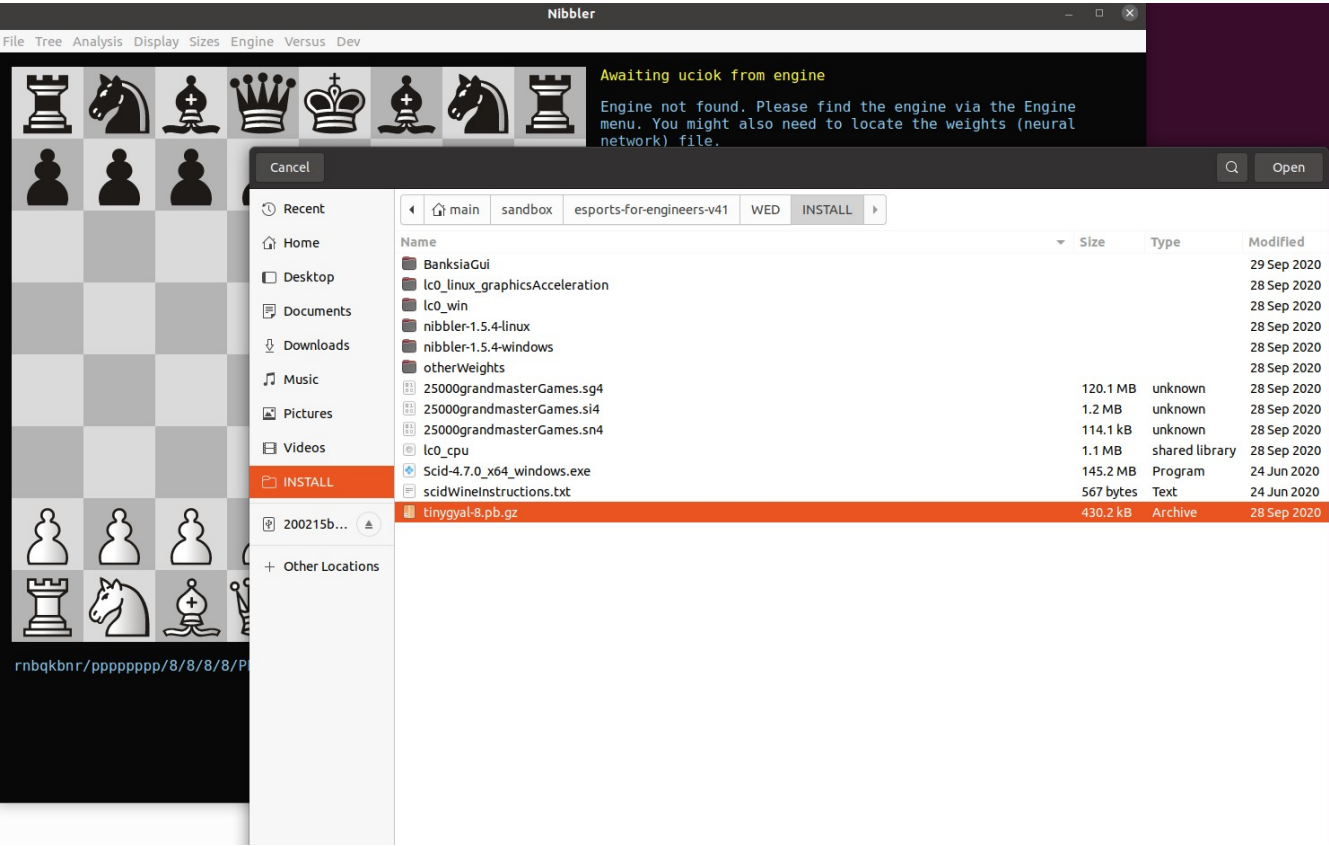 Nibbler
File Tree Analysis Display Sizes Engine Versus Dev
Awaiting uciok from engine
Engine not found. Please find the engine via the Engine
menu. You might also need to locate the weights (neural
network) file.
Cancel
Open
Recent
Home
Desktop
Documents
Downloads
Music
Pictures
Videos
INSTALL
200215b...
+ Other Locations
main sandbox esports-for-engineers-v41 WED INSTALL
Name Size Type Modified
BanksiaGui 29 Sep 2020
lc0_linux_graphicsAcceleration 28 Sep 2020
lc0_win 28 Sep 2020
nibbler-1.5.4-linux 28 Sep 2020
nibbler-1.5.4-windows 28 Sep 2020
otherWeights 28 Sep 2020
25000grandmasterGames.sg4 120.1 MB unknown 28 Sep 2020
25000grandmasterGames.si4 1.2 MB unknown 28 Sep 2020
25000grandmasterGames.sn4 114.1 kB unknown 28 Sep 2020
lc0_cpu 1.1 MB shared library 28 Sep 2020
Scid-4.7.0_x64_windows.exe 145.2 MB Program 24 Jun 2020
scidWineInstructions.txt 567 bytes Text 24 Jun 2020
tinygyal-8.pb.gz 430.2 kB Archive 28 Sep 2020
rnbqkbnr/pppppppp/8/8/8/8/P